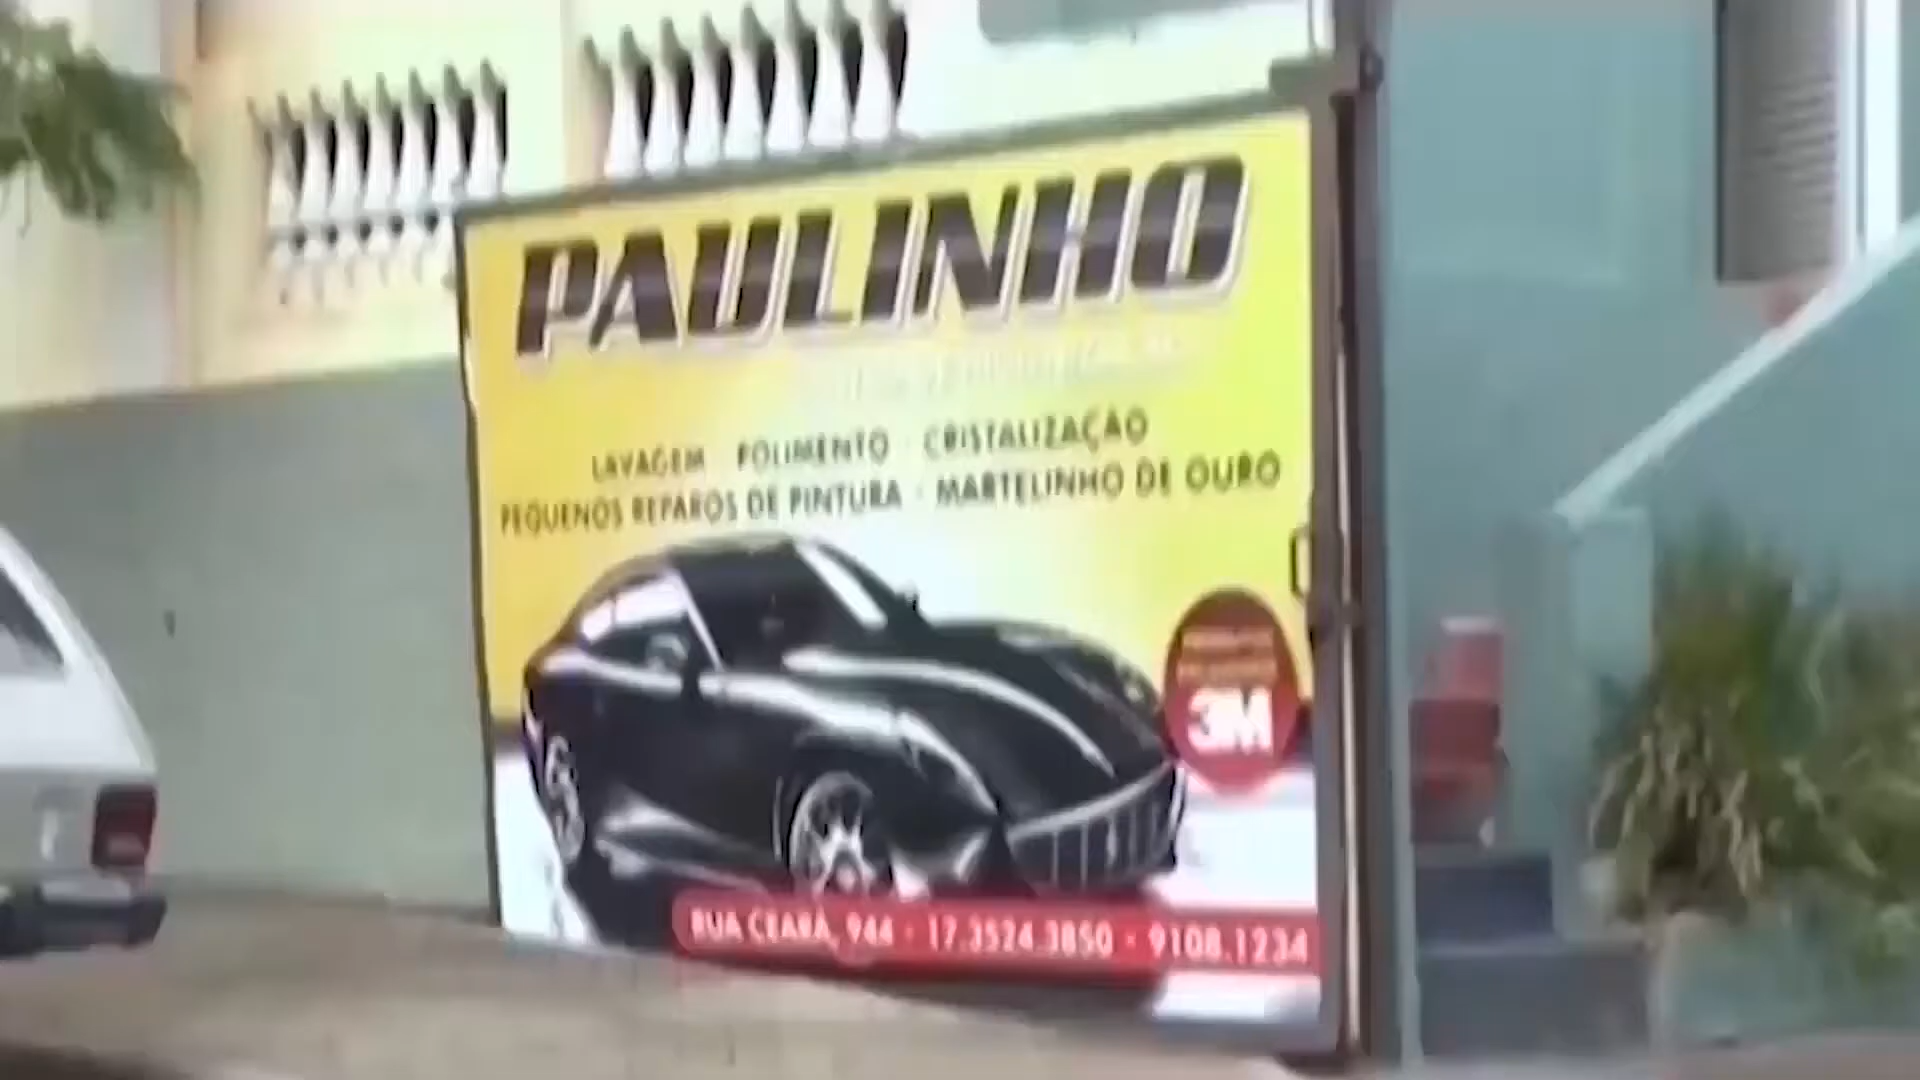 PAULINHO
LAVAGEM POLIMENTO · CRISTALIZAÇÃO
PEQUENOS REPAROS DE PINTURA · MARTELINHO DE OURO
3M
RUA CEARÁ, 944 · 17.3524.3850 · 9108.1234